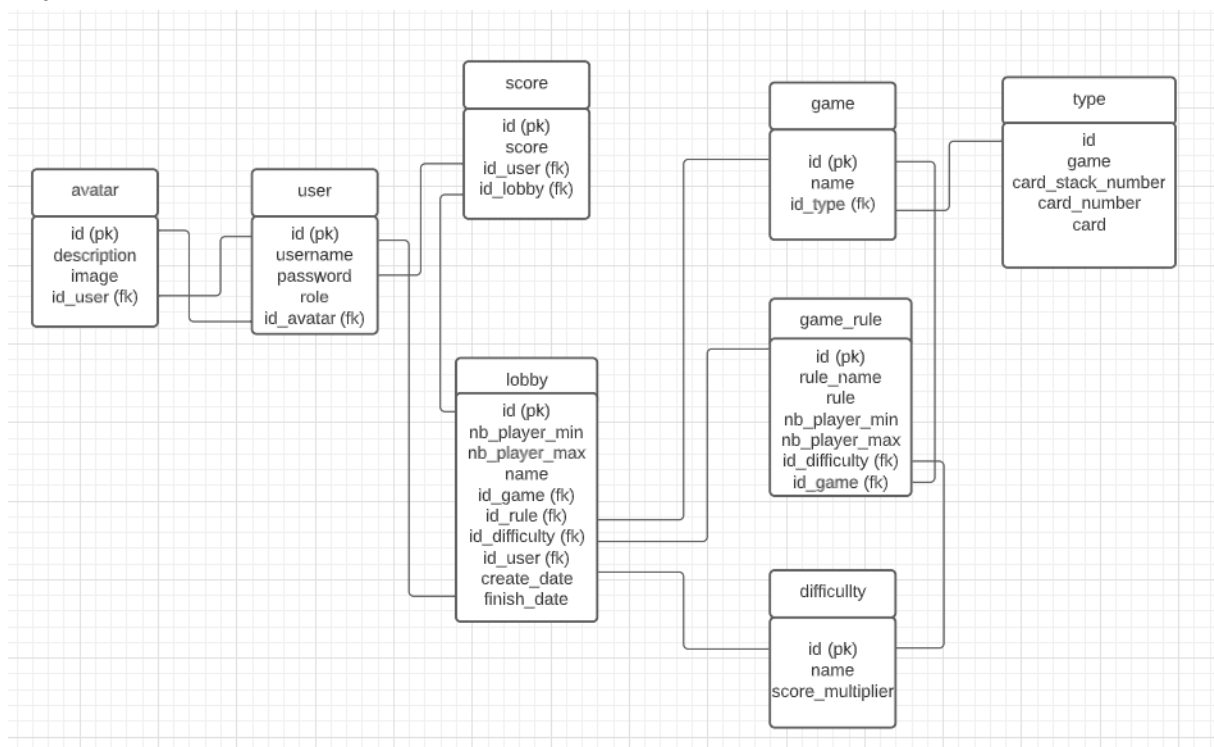 avatar
id (pk)
description
image
id_user (fk)
user
id (pk)
username
password
role
id_avatar (fk)
score
id (pk)
score
id_user (fk)
id_lobby (fk)
lobby
id (pk)
nb_player_min
nb_player_max
name
id_game (fk)
id_rule (fk)
id_difficulty (fk)
id_user (fk)
create_date
finish_date
game
id (pk)
name
id_type (fk)
type
id
game
card_stack_number
card_number
card
game_rule
id (pk)
rule_name
rule
nb_player_min
nb_player_max
id_difficulty (fk)
id_game (fk)
difficullty
id (pk)
name
score_multiplier